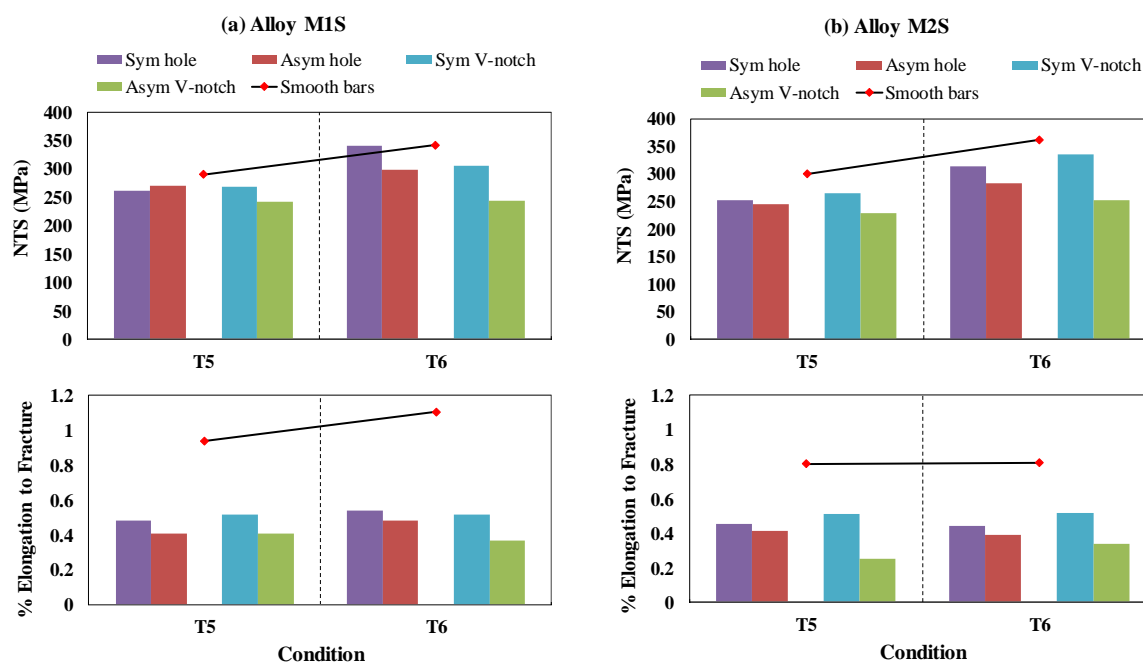 (a) Alloy M1S
Sym hole Asym hole Sym V-notch
Asym V-notch Smooth bars
NTS (MPa)
400
350
300
250
200
150
100
50
0
T5 T6
% Elongation to Fracture
1.2
1
0.8
0.6
0.4
0.2
0
T5 T6
Condition
(b) Alloy M2S
Sym hole Asym hole Sym V-notch
Asym V-notch Smooth bars
NTS (MPa)
400
350
300
250
200
150
100
50
0
T5 T6
% Elongation to Fracture
1.2
1
0.8
0.6
0.4
0.2
0
T5 T6
Condition